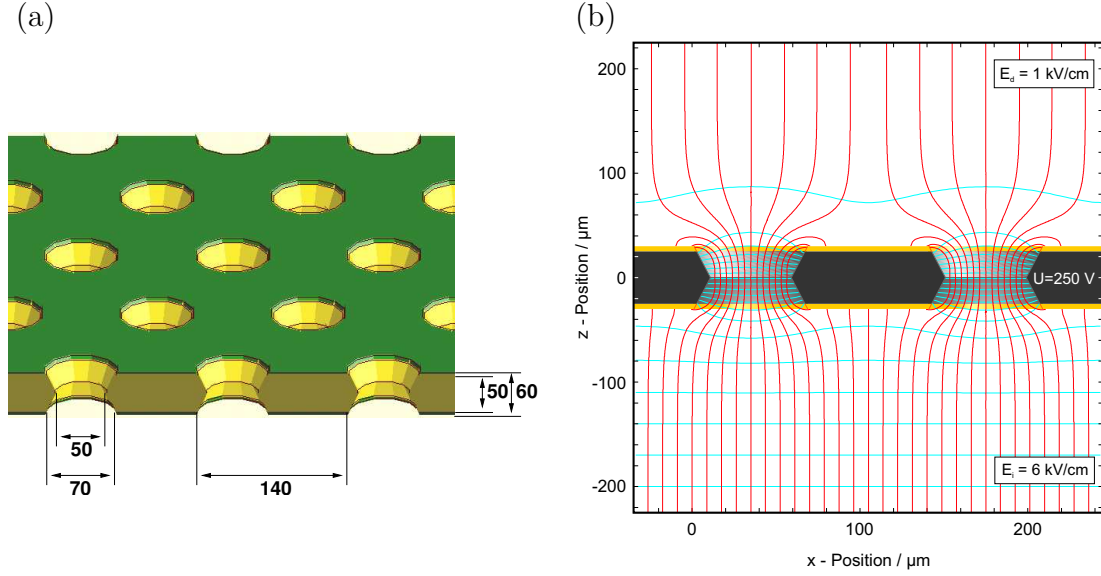 (a)
50 60
50
70
140
(b)
E_d = 1 kV/cm
200
100
0
-100
-200
z - Position / µm
U=250 V
E_i = 6 kV/cm
0 100 200
x - Position / µm